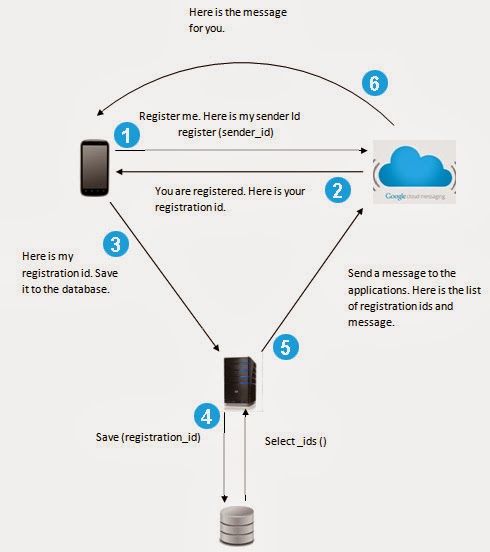 Here is the message
for you.
6
Register me. Here is my sender Id
register (sender_id)
1
2
Google cloud messaging
You are registered. Here is your
registration id.
3
Here is my
registration id. Save
it to the database.
Send a message to the
applications. Here is the list
of registration ids and
message.
5
4
Save (registration_id)
Select _ids ()